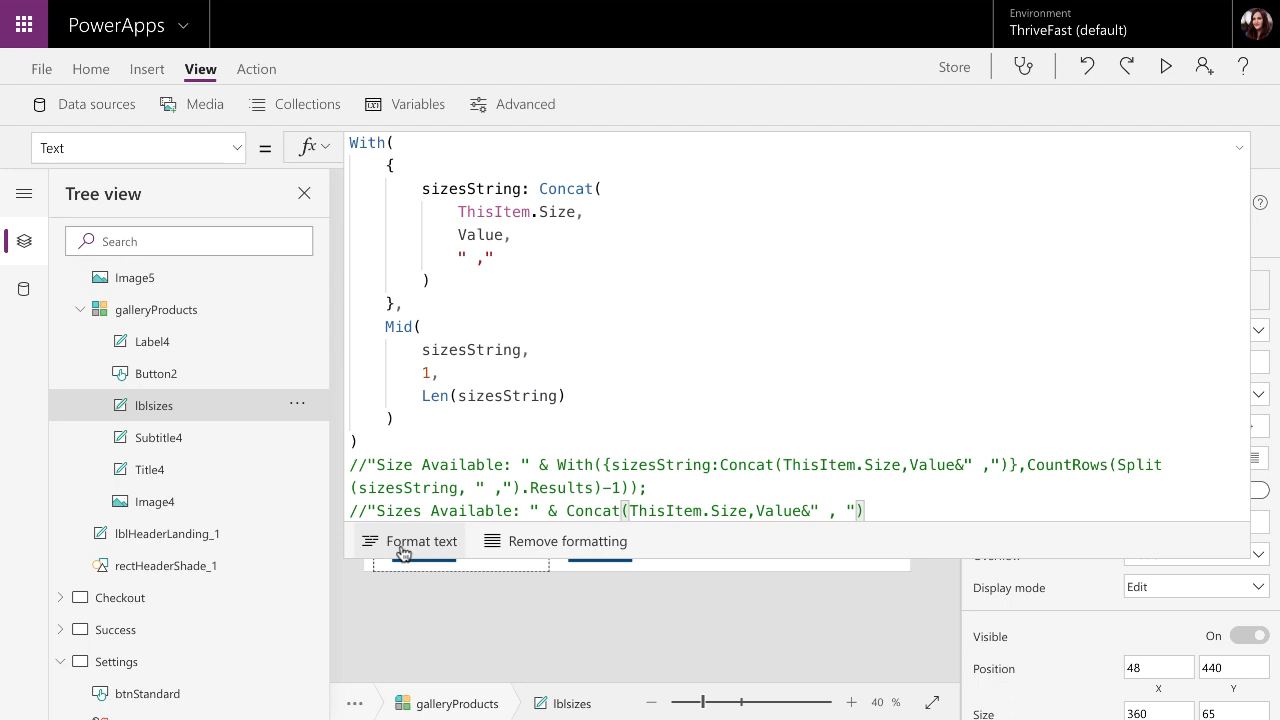 PowerApps
Environment
ThriveFast (default)
File
Home
Insert
View
Action
Store
?
Data sources
Media
Collections
Variables
Advanced
Text
=
fx
Tree view
Search
Image5
galleryProducts
Label4
Button2
lblsizes
...
Subtitle4
Title4
Image4
lblHeaderLanding_1
rectHeaderShade_1
Checkout
Success
Settings
btnStandard
With(
{
sizesString: Concat(
ThisItem.Size,
Value,
" ,"
)
},
Mid(
sizesString,
1,
Len(sizesString)
)
)
//"Size Available: " & With({sizesString:Concat(ThisItem.Size,Value&" ,")},CountRows(Split
(sizesString, " ,").Results)-1));
//"Sizes Available: " & Concat(ThisItem.Size,Value&" , ")
Format text
Remove formatting
Display mode
Edit
Visible
On
Position
48
440
X
Y
Size
360
65
...
galleryProducts
lblsizes
40 %